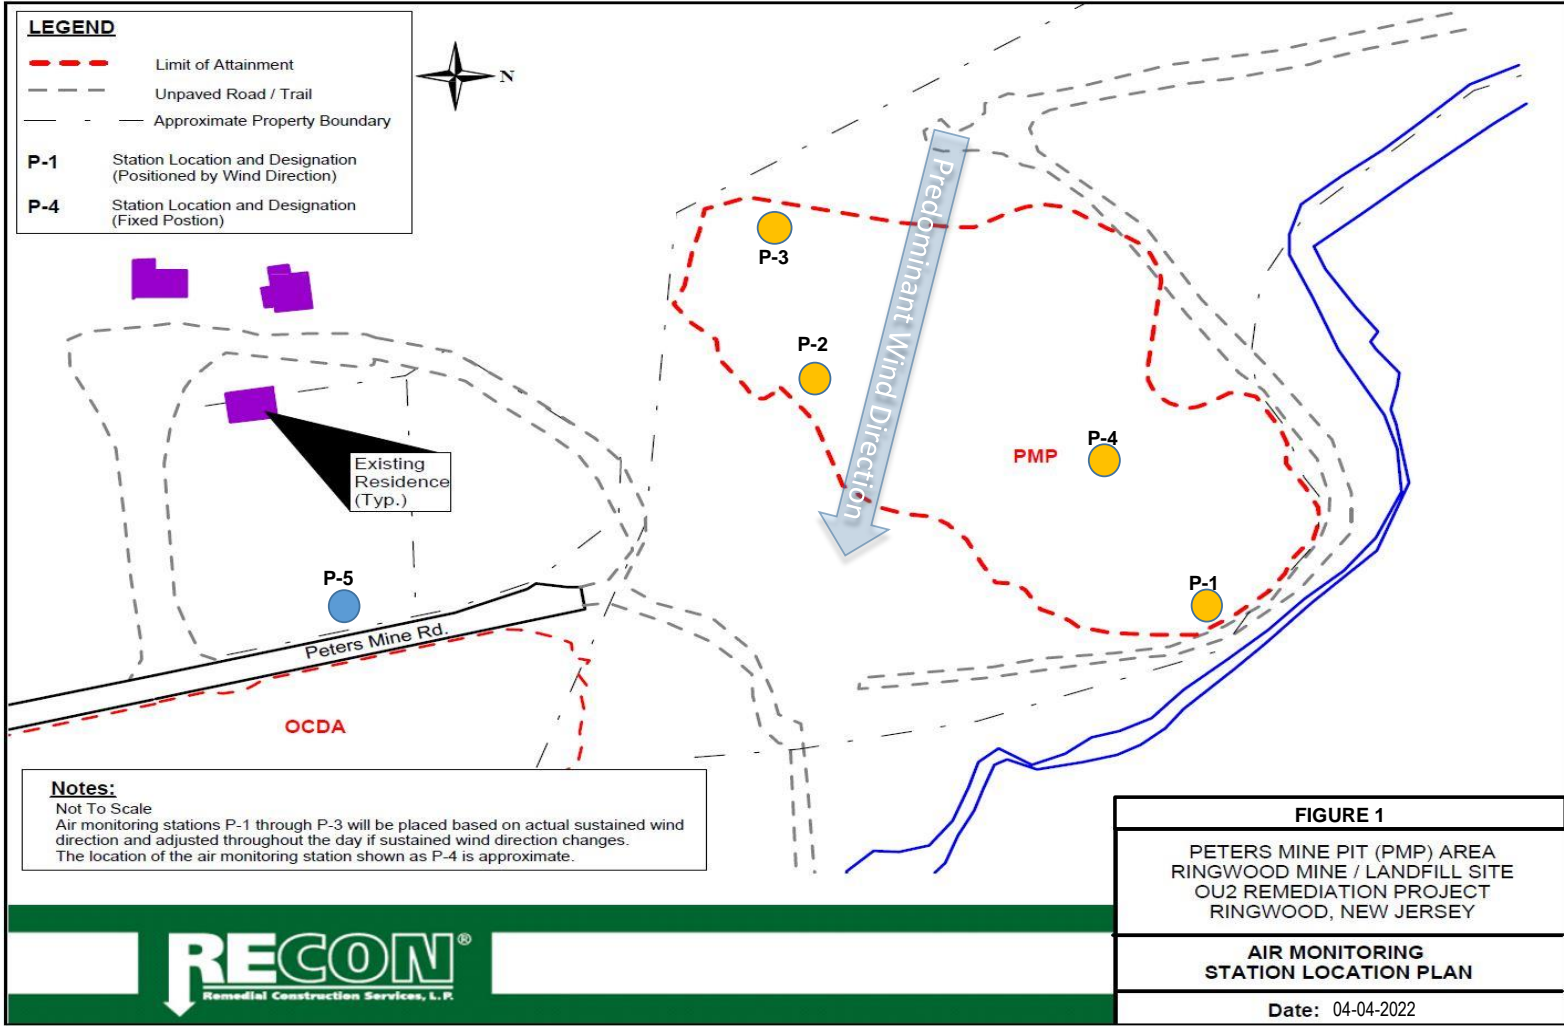 LEGEND
Limit of Attainment
Unpaved Road / Trail
Approximate Property Boundary
P-1 Station Location and Designation
(Positioned by Wind Direction)
P-4 Station Location and Designation
(Fixed Postion)
N
Predominant Wind Direction
P-3
P-2
P-4
PMP
P-1
Existing
Residence
(Typ.)
P-5
Peters Mine Rd.
OCDA
Notes:
Not To Scale
Air monitoring stations P-1 through P-3 will be placed based on actual sustained wind
direction and adjusted throughout the day if sustained wind direction changes.
The location of the air monitoring station shown as P-4 is approximate.
RECON®
Remedial Construction Services, L.P.
FIGURE 1
PETERS MINE PIT (PMP) AREA
RINGWOOD MINE / LANDFILL SITE
OU2 REMEDIATION PROJECT
RINGWOOD, NEW JERSEY
AIR MONITORING
STATION LOCATION PLAN
Date: 04-04-2022